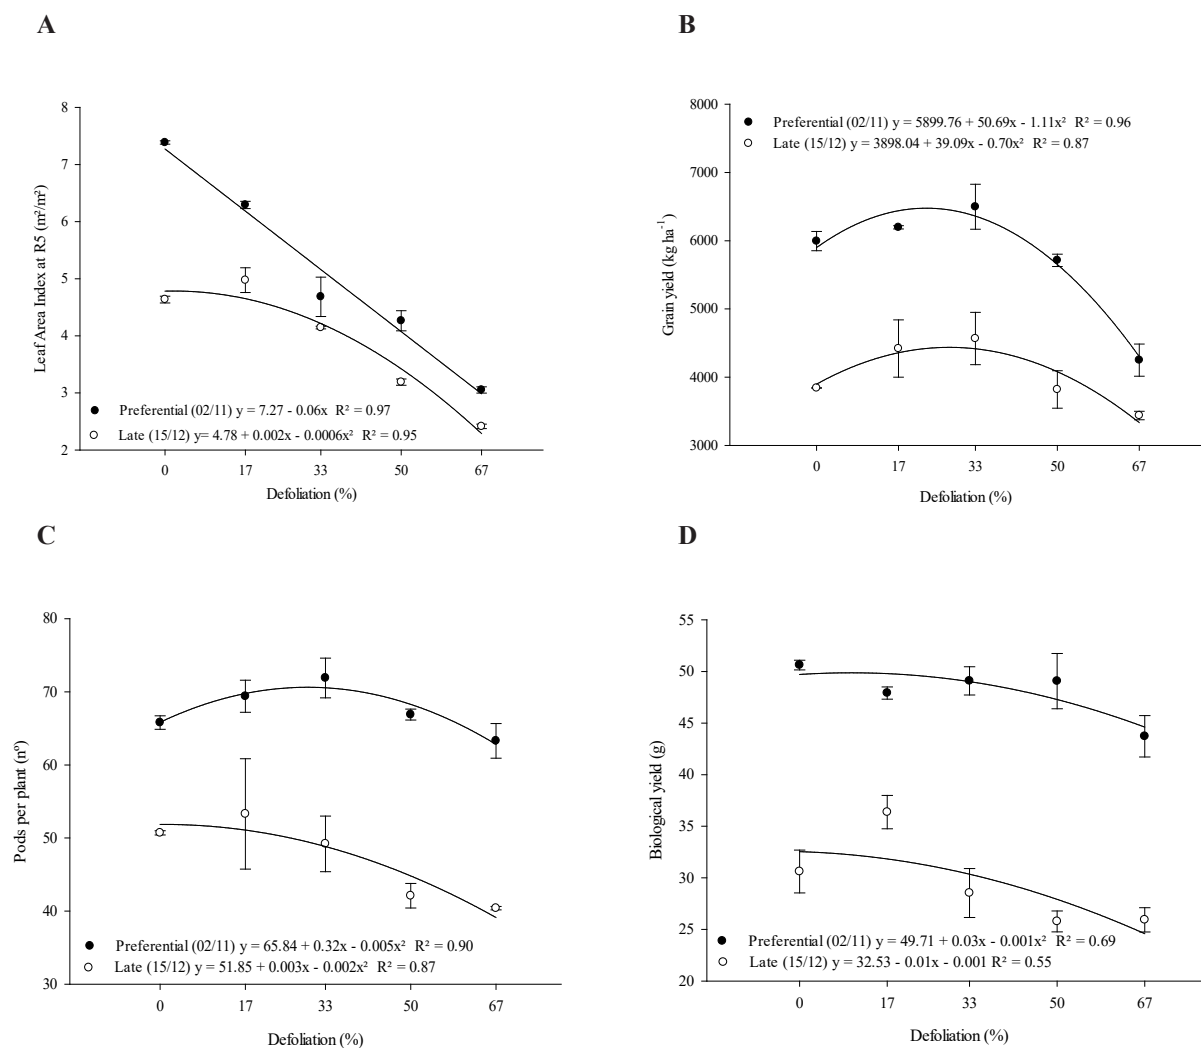 A
Leaf Area Index at R5 (m²/m²)
8
7
6
5
4
3
2
Preferential (02/11) y = 7.27 - 0.06x R² = 0.97
Late (15/12) y= 4.78 + 0.002x - 0.0006x² R² = 0.95
0 17 33 50 67
Defoliation (%)
B
Grain yield (kg ha⁻¹)
8000
7000
6000
5000
4000
3000
Preferential (02/11) y = 5899.76 + 50.69x - 1.11x² R² = 0.96
Late (15/12) y = 3898.04 + 39.09x - 0.70x² R² = 0.87
0 17 33 50 67
Defoliation (%)
C
Pods per plant (nº)
80
70
60
50
40
30
Preferential (02/11) y = 65.84 + 0.32x - 0.005x² R² = 0.90
Late (15/12) y = 51.85 + 0.003x - 0.002x² R² = 0.87
0 17 33 50 67
Defoliation (%)
D
Biological yield (g)
55
50
45
40
35
30
25
20
Preferential (02/11) y = 49.71 + 0.03x - 0.001x² R² = 0.69
Late (15/12) y = 32.53 - 0.01x - 0.001 R² = 0.55
0 17 33 50 67
Defoliation (%)